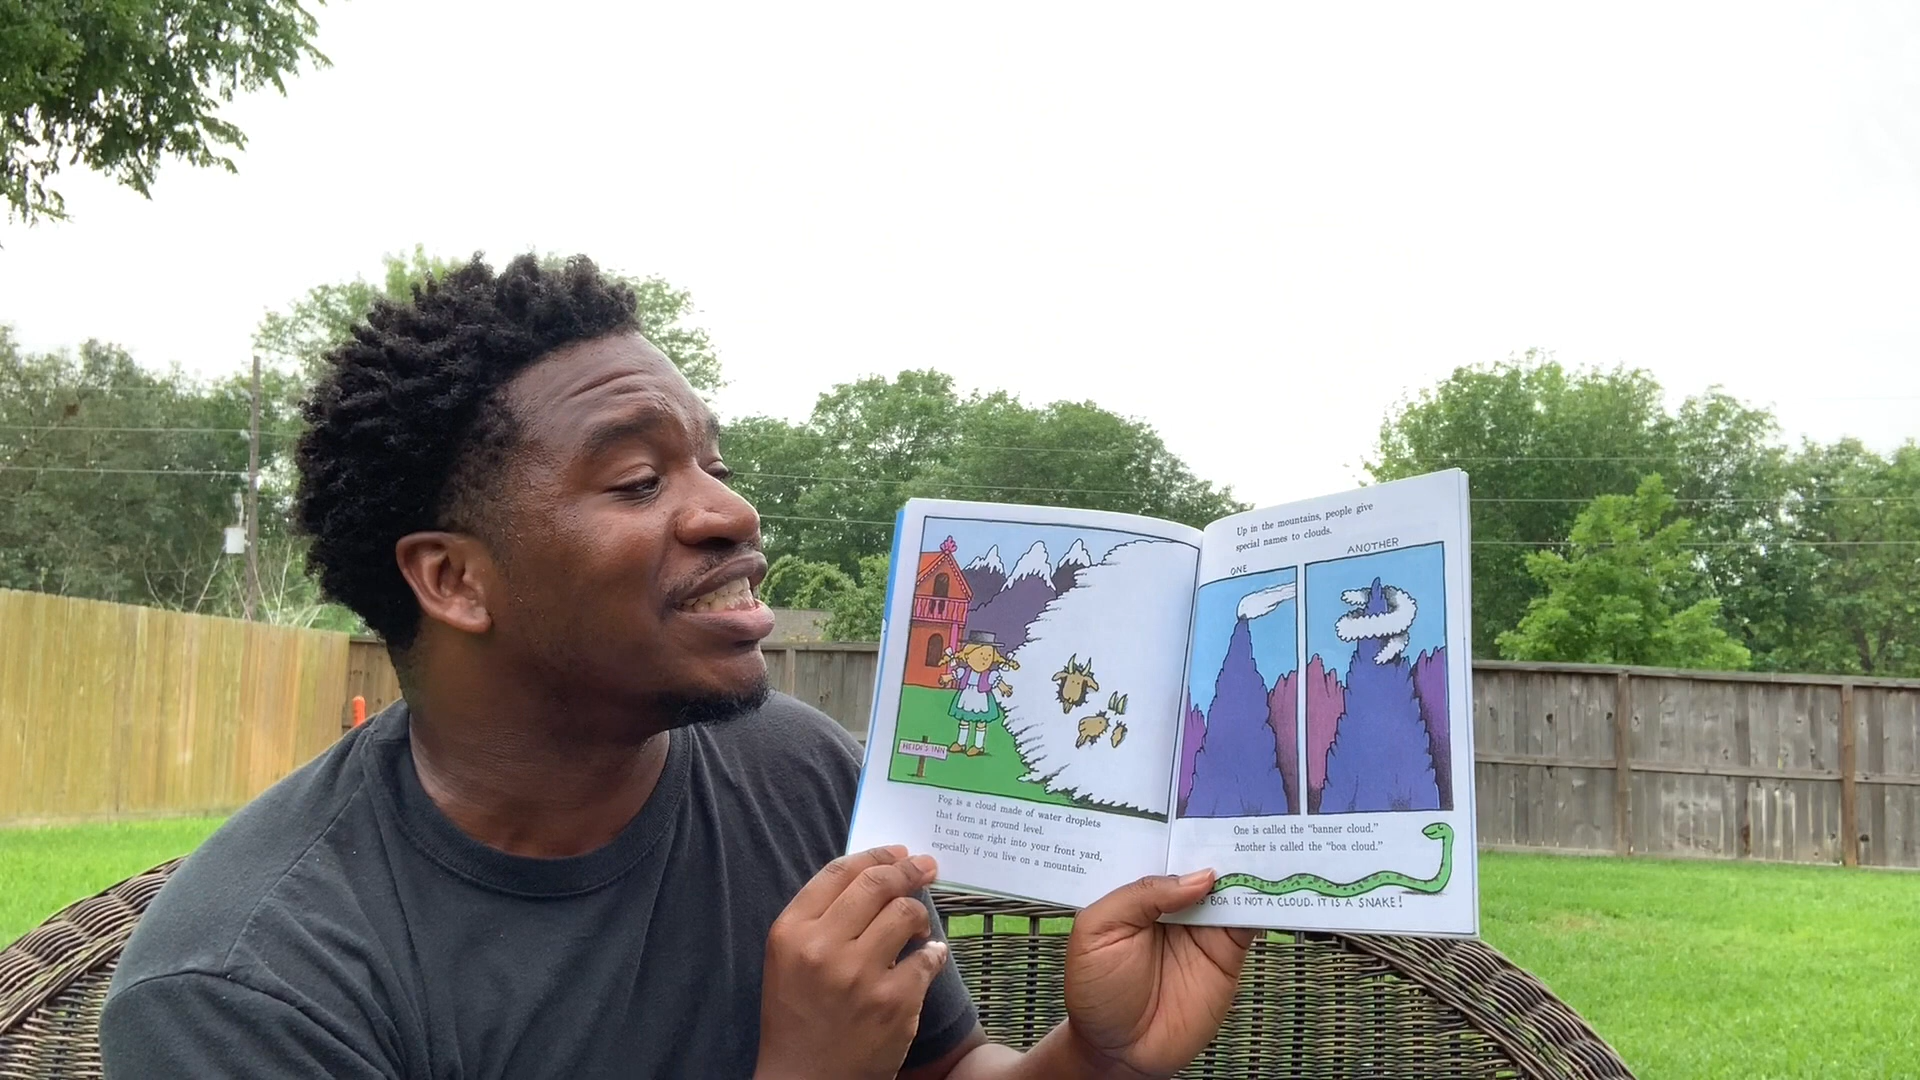 HEIDI'S INN
Fog is a cloud made of water droplets
that form at ground level.
It can come right into your front yard,
especially if you live on a mountain.
Up in the mountains, people give
special names to clouds.
ONE
ANOTHER
One is called the "banner cloud."
Another is called the "boa cloud."
BOA IS NOT A CLOUD. IT IS A SNAKE!